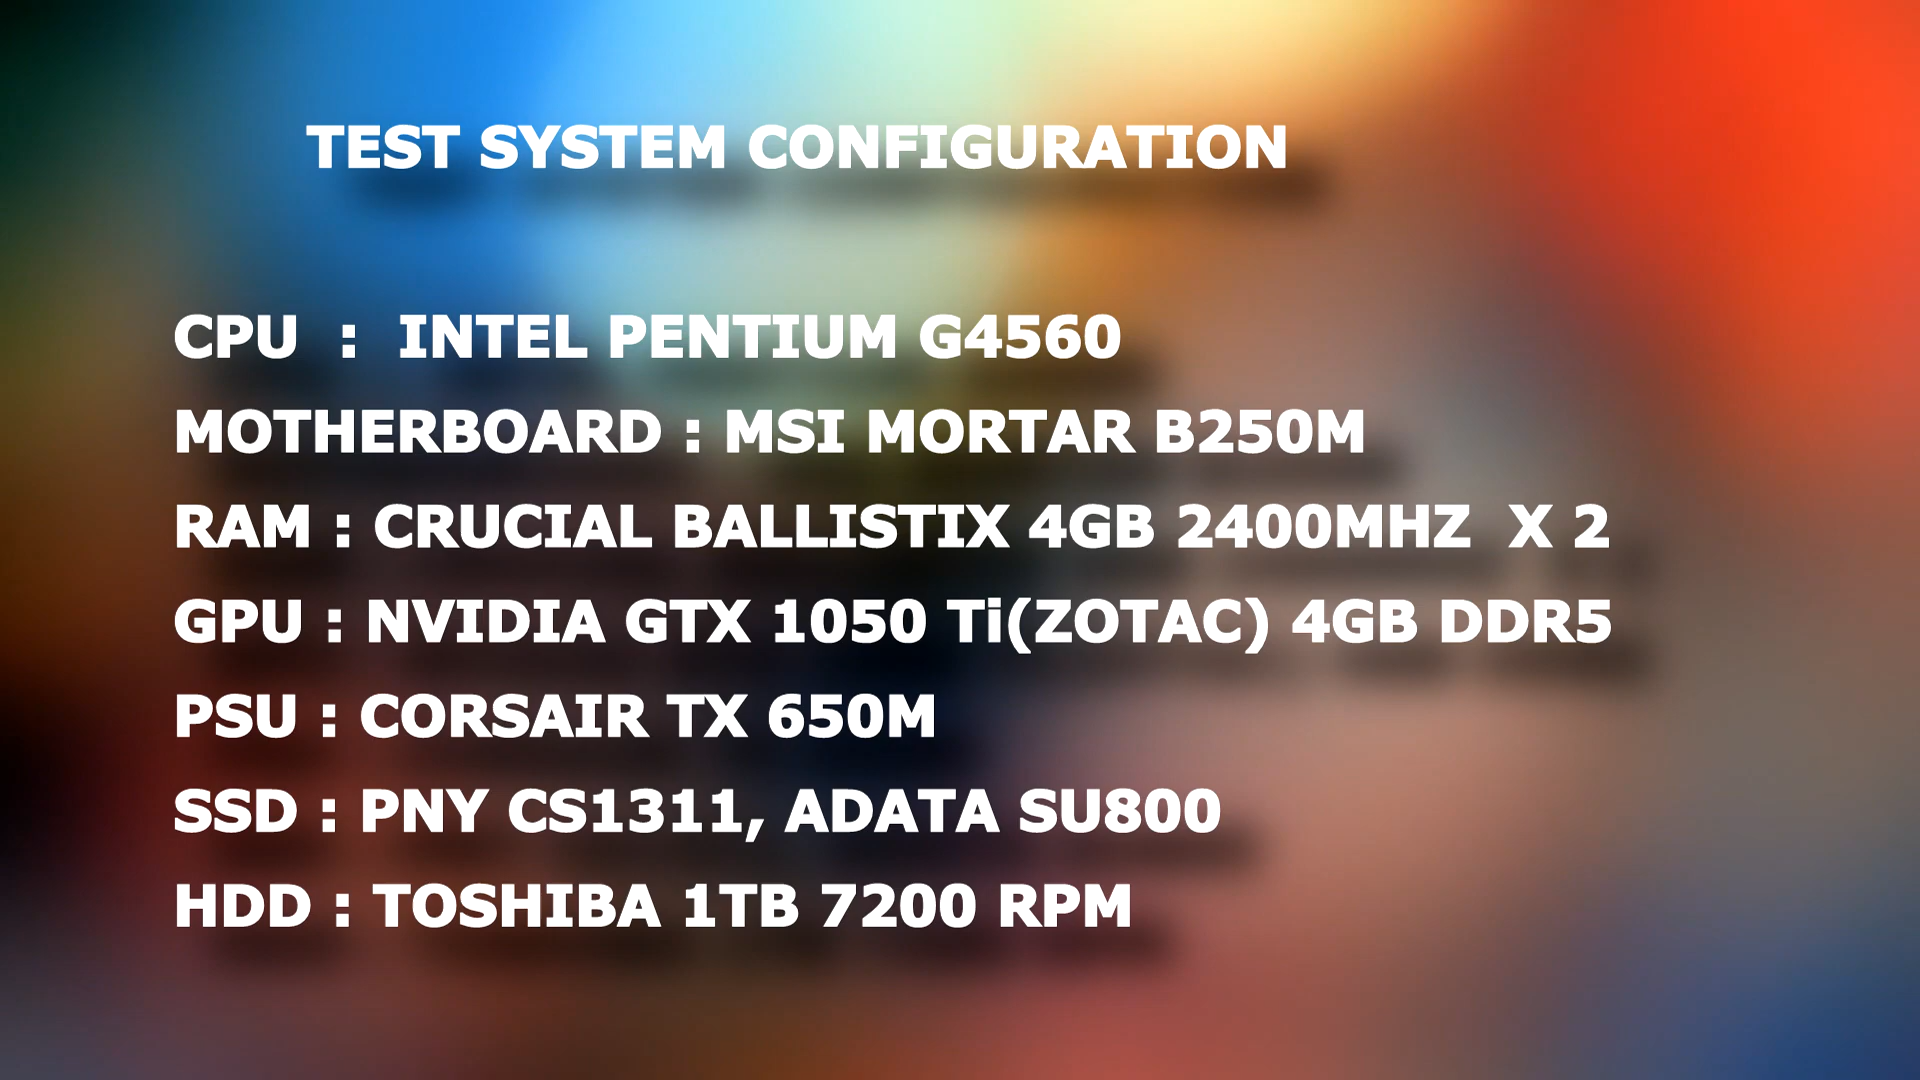 TEST SYSTEM CONFIGURATION
CPU  :  INTEL PENTIUM G4560
MOTHERBOARD : MSI MORTAR B250M
RAM : CRUCIAL BALLISTIX 4GB 2400MHZ  X 2
GPU : NVIDIA GTX 1050 Ti(ZOTAC) 4GB DDR5
PSU : CORSAIR TX 650M
SSD : PNY CS1311, ADATA SU800
HDD : TOSHIBA 1TB 7200 RPM